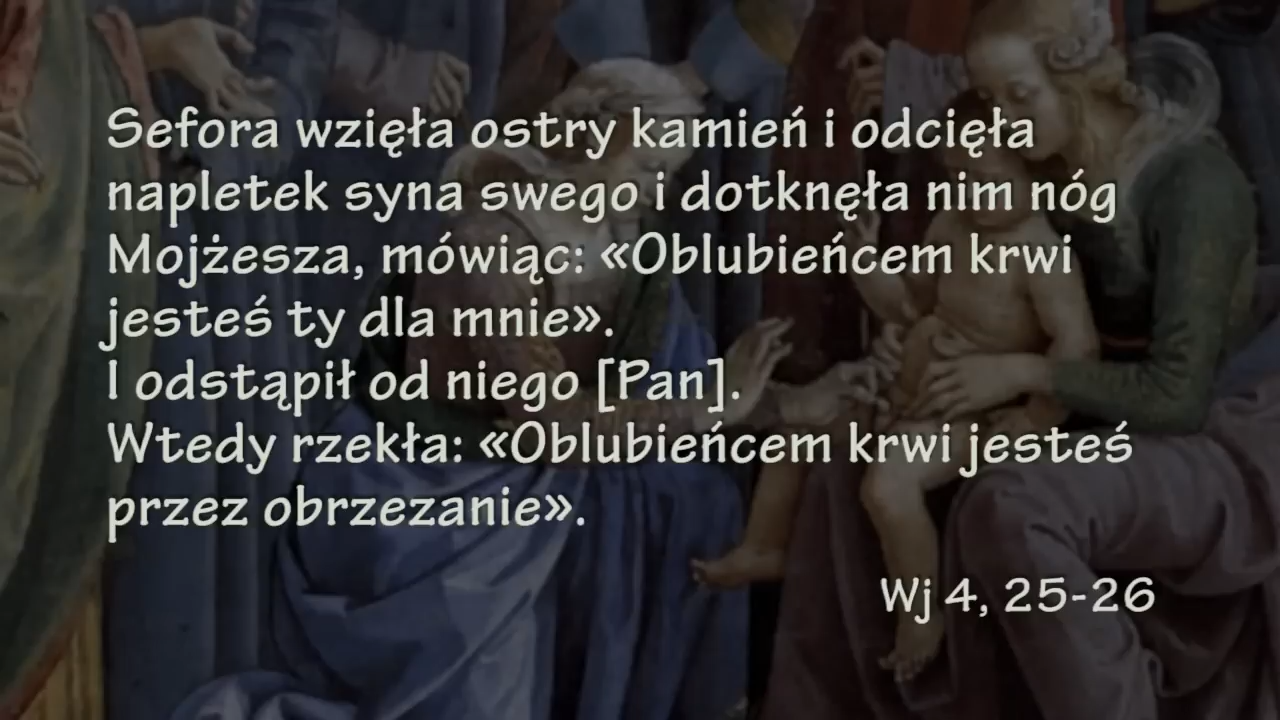 Sefora wzięła ostry kamień i odcięła
napletek syna swego i dotknęła nim nóg
Mojżesza, mówiąc: «Oblubieńcem krwi
jesteś ty dla mnie».
I odstąpił od niego [Pan].
Wtedy rzekła: «Oblubieńcem krwi jesteś
przez obrzezanie».
Wj 4, 25-26